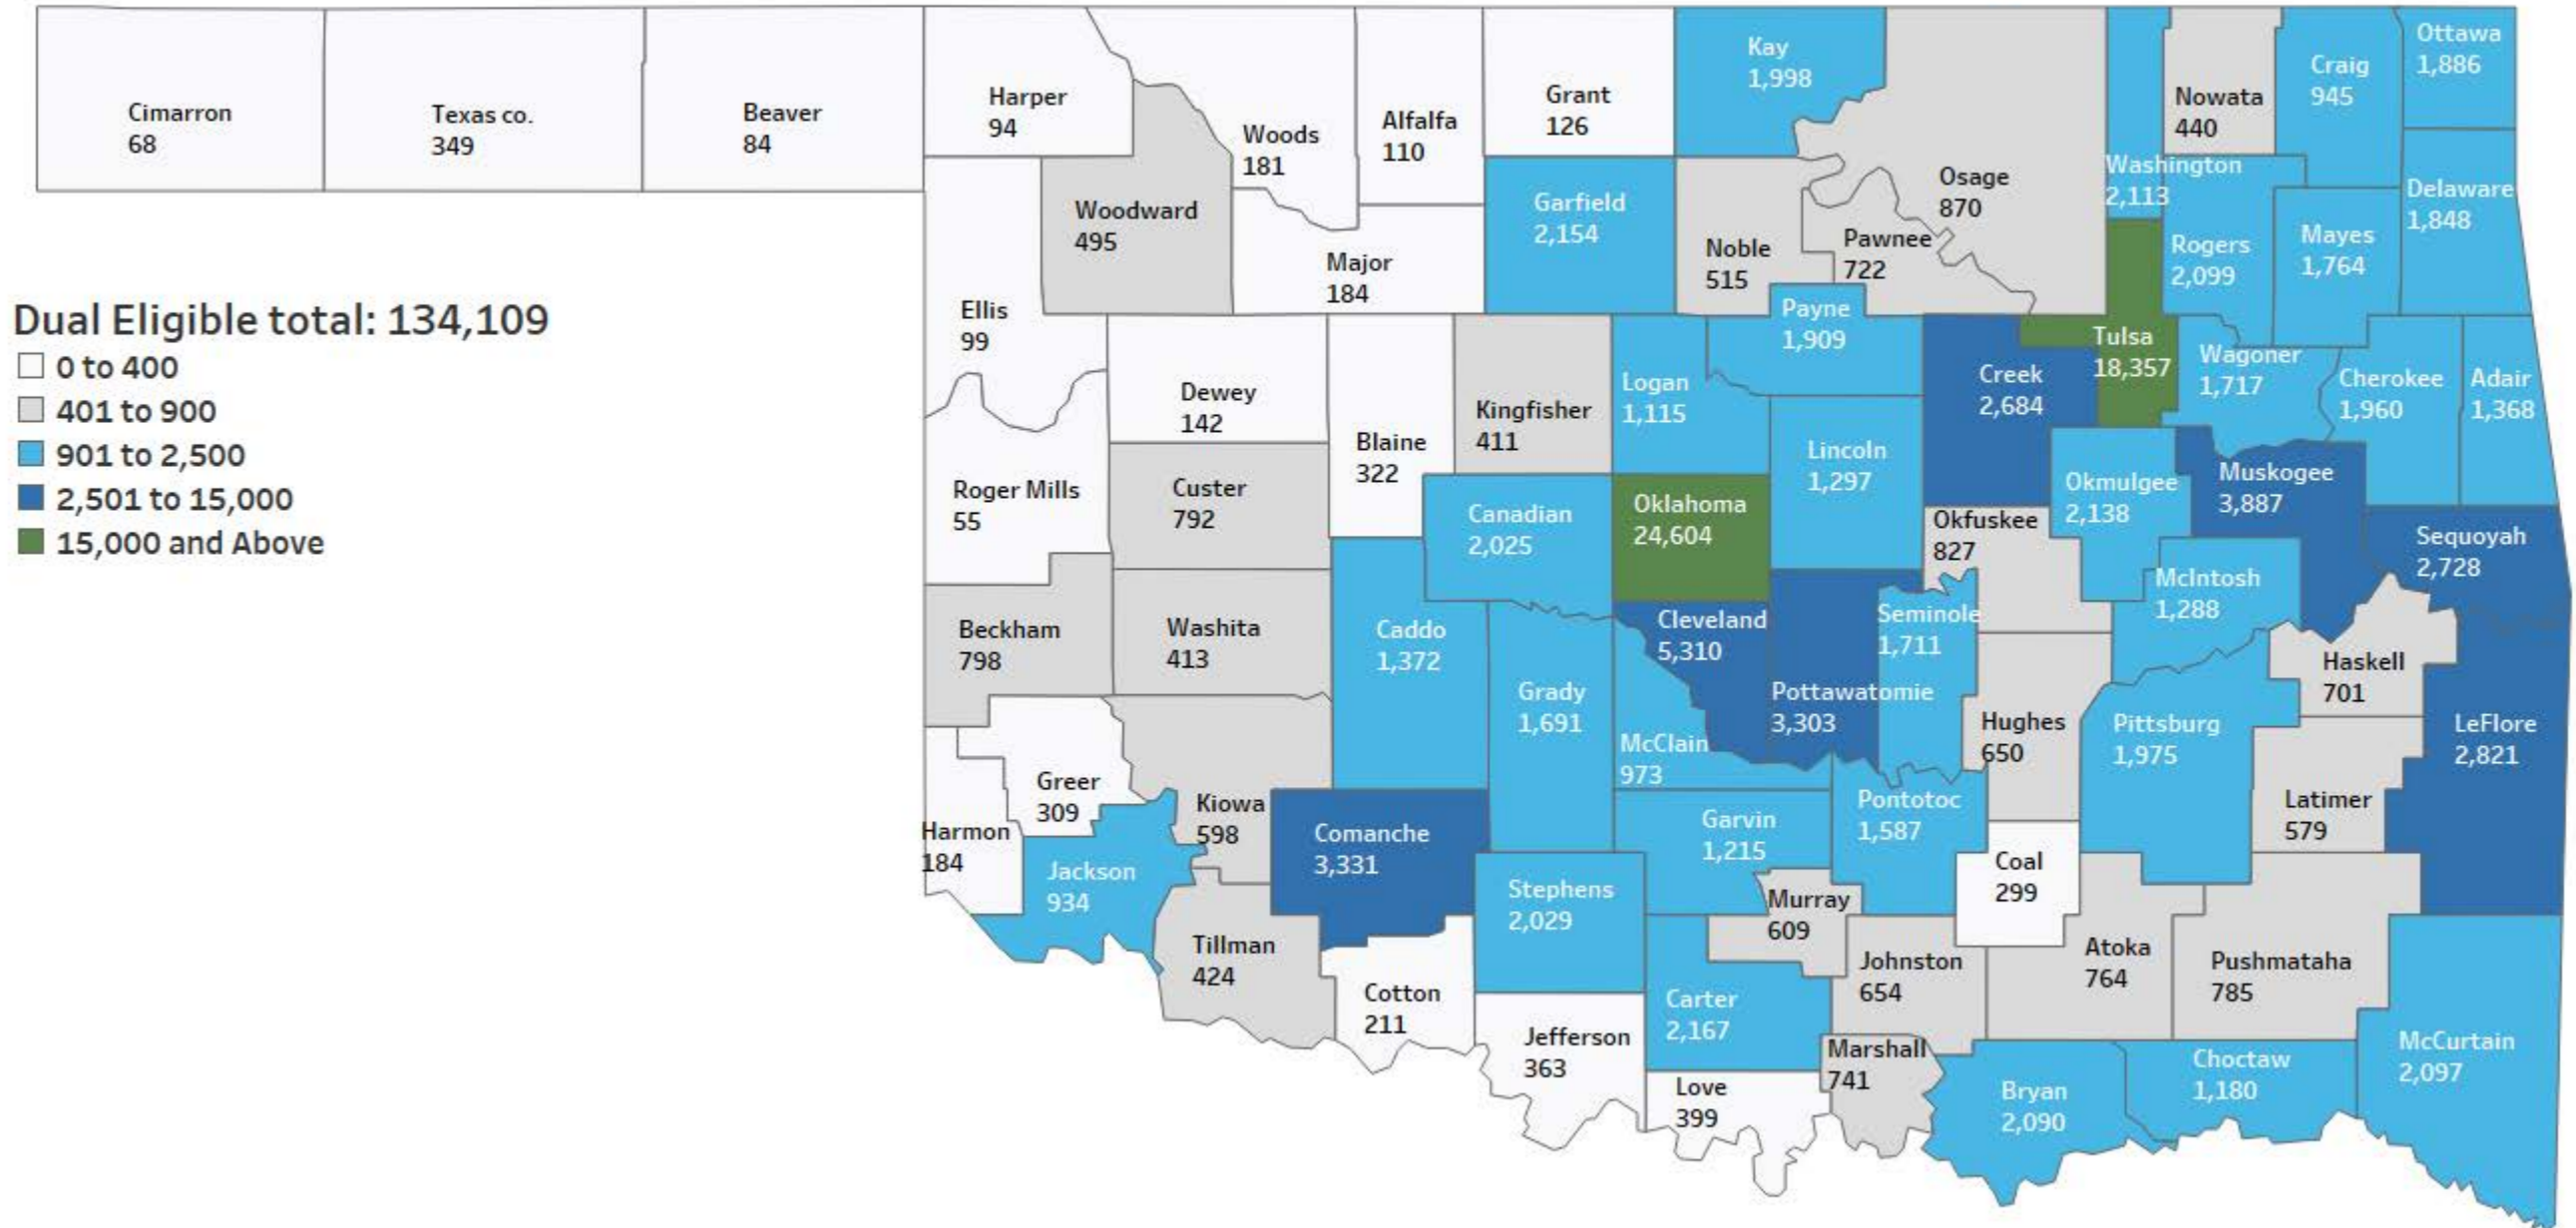 Dual Eligible total: 134,109
0 to 400
401 to 900
901 to 2,500
2,501 to 15,000
15,000 and Above
Cimarron
68
Texas co.
349
Beaver
84
Harper
94
Woods
181
Alfalfa
110
Grant
126
Kay
1,998
Osage
870
Washington
2,113
Nowata
440
Craig
945
Ottawa
1,886
Ellis
99
Woodward
495
Major
184
Garfield
2,154
Noble
515
Pawnee
722
Rogers
2,099
Mayes
1,764
Delaware
1,848
Roger Mills
55
Dewey
142
Blaine
322
Kingfisher
411
Logan
1,115
Payne
1,909
Creek
2,684
Tulsa
18,357
Wagoner
1,717
Cherokee
1,960
Adair
1,368
Custer
792
Canadian
2,025
Oklahoma
24,604
Lincoln
1,297
Okfuskee
827
Okmulgee
2,138
Muskogee
3,887
Sequoyah
2,728
Beckham
798
Washita
413
Caddo
1,372
Grady
1,691
McClain
973
Cleveland
5,310
Pottawatomie
3,303
Seminole
1,711
Hughes
650
McIntosh
1,288
Pittsburg
1,975
Haskell
701
Latimer
579
LeFlore
2,821
Harmon
184
Greer
309
Jackson
934
Kiowa
598
Comanche
3,331
Stephens
2,029
Garvin
1,215
Murray
609
Pontotoc
1,587
Coal
299
Tillman
424
Cotton
211
Jefferson
363
Carter
2,167
Love
399
Johnston
654
Marshall
741
Atoka
764
Pushmataha
785
Bryan
2,090
Choctaw
1,180
McCurtain
2,097